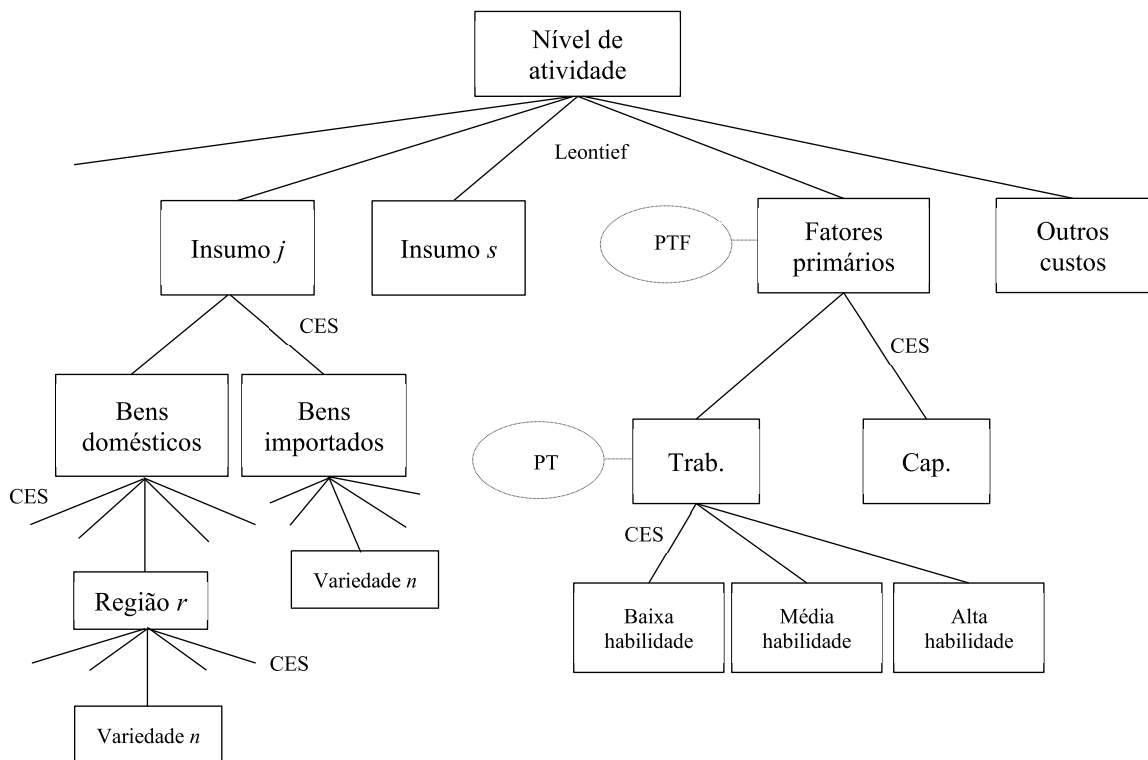 Nível de
atividade
Leontief
Insumo j
Insumo s
PTF
Fatores
primários
Outros
custos
CES
CES
Bens
domésticos
Bens
importados
PT
Trab.
Cap.
CES
CES
Variedade n
Baixa
habilidade
Média
habilidade
Alta
habilidade
Região r
CES
Variedade n